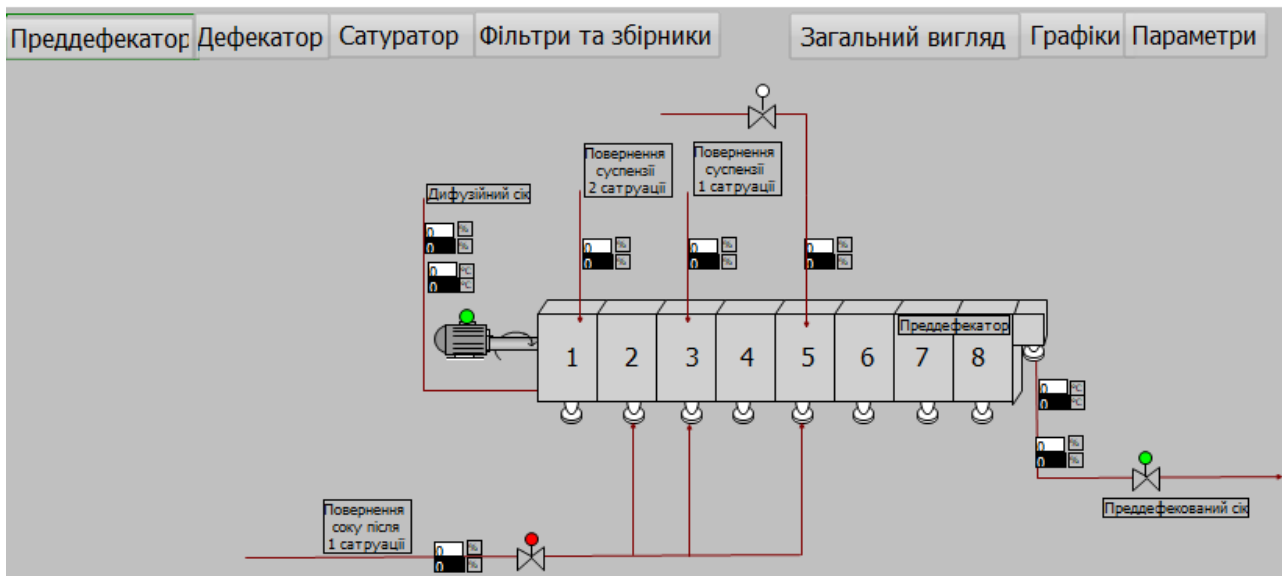 Преддефекатор Дефекатор Сатуратор Фільтри та збірники Загальний вигляд Графіки Параметри
Повернення
суспензії
2 сатруації
Повернення
суспензії
1 сатруації
Дифузійний сік
0 %
0 %
0 °C
0 °C
0 %
0 %
0 %
0 %
0 %
0 %
Преддефекатор
1 2 3 4 5 6 7 8
0 °C
0 °C
0 %
0 %
Преддефекований сік
Повернення
соку після
1 сатруації
0 %
0 %